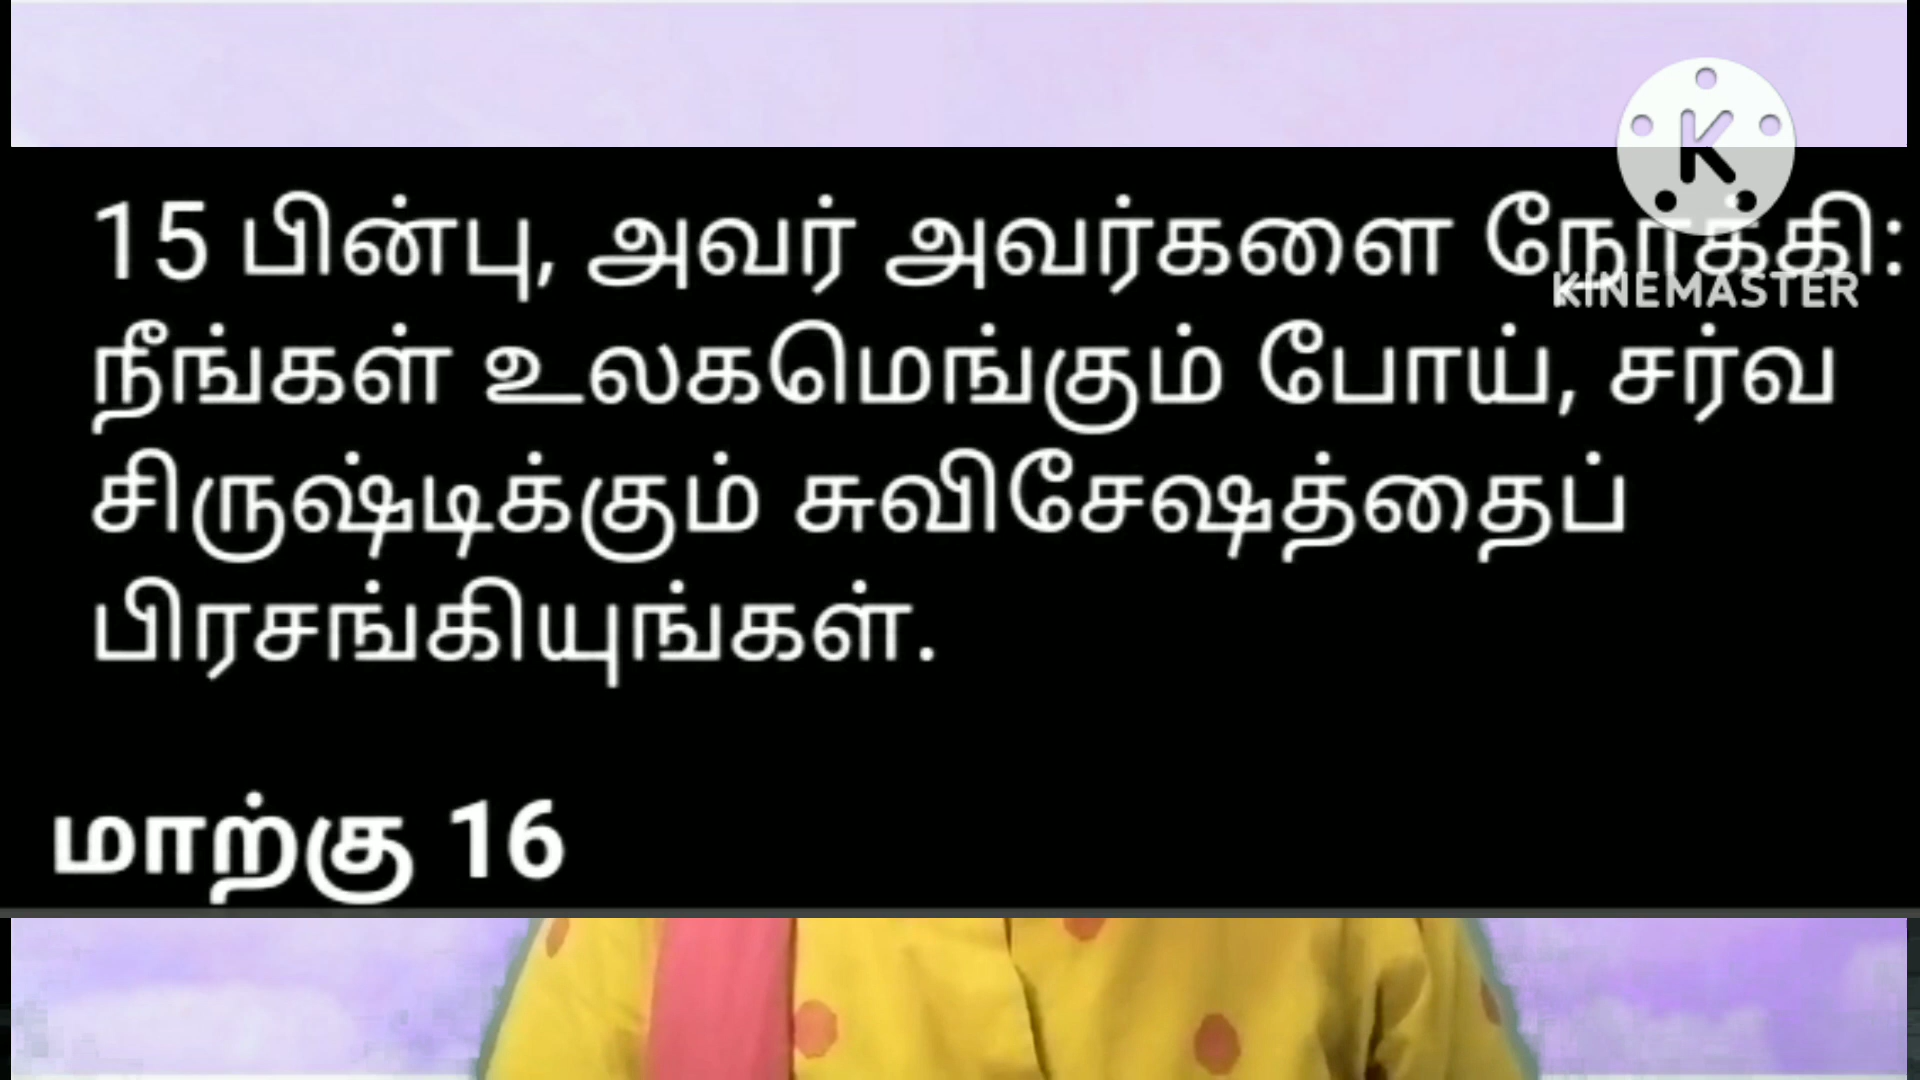 15 பின்பு, அவர் அவர்களை நோக்கி:
நீங்கள் உலகமெங்கும் போய், சர்வ
சிருஷ்டிக்கும் சுவிசேஷத்தைப்
பிரசங்கியுங்கள்.
மாற்கு 16
K
KINEMASTER